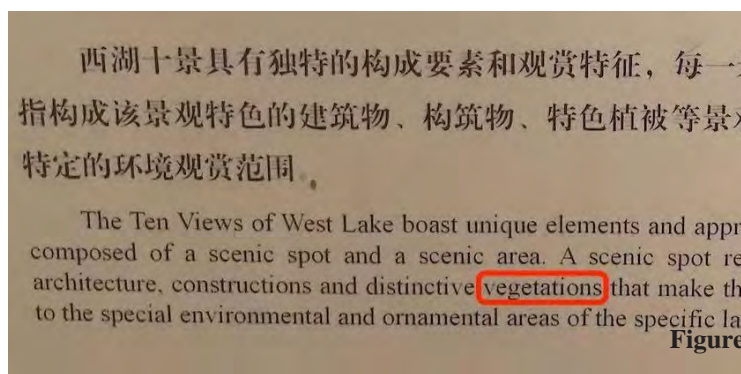 西湖十景具有独特的构成要素和观赏特征，每一
指构成该景观特色的建筑物、构筑物、特色植被等景
特定的环境观赏范围。
The Ten Views of West Lake boast unique elements and appr
composed of a scenic spot and a scenic area. A scenic spot re
architecture, constructions and distinctive vegetations that make th
to the special environmental and ornamental areas of the specific la
Figure